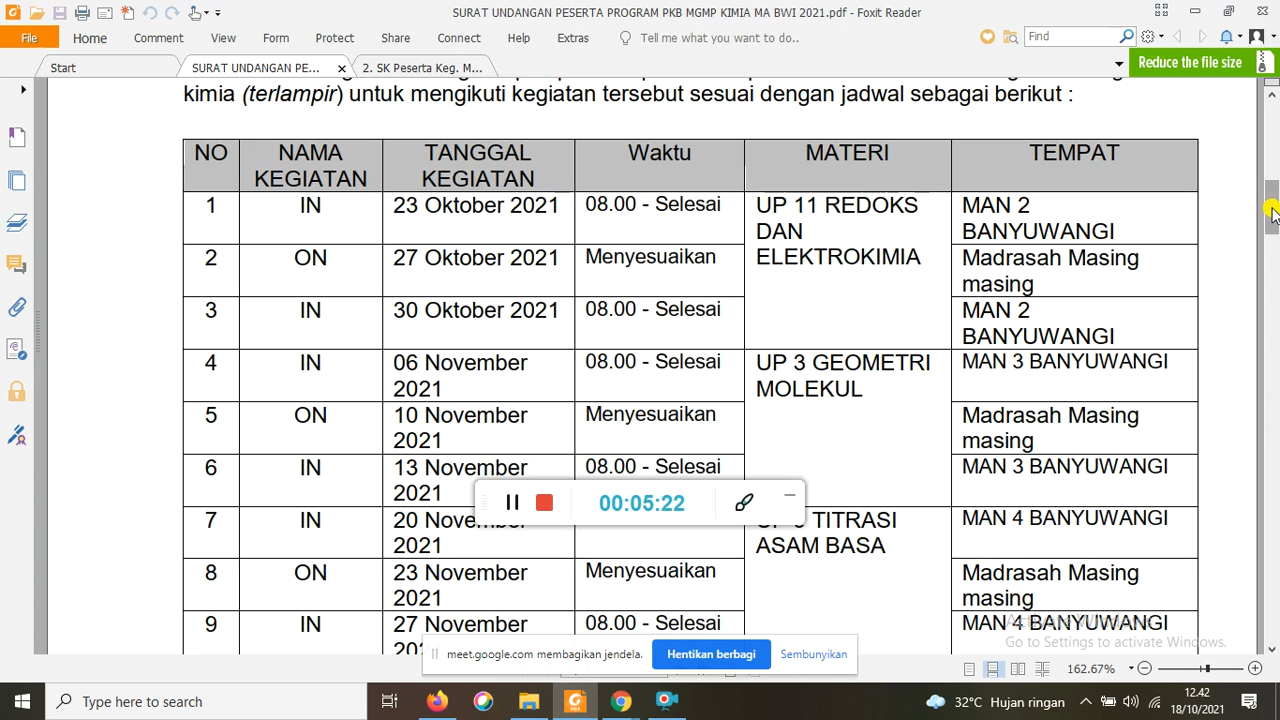 SURAT UNDANGAN PESERTA PROGRAM PKB MGMP KIMIA MA BWI 2021.pdf - Foxit Reader
File Home Comment View Form Protect Share Connect Help Extras Tell me what you want to do.. Find
Start SURAT UNDANGAN PE... 2. SK Peserta Keg. M... Reduce the file size
kimia (terlampir) untuk mengikuti kegiatan tersebut sesuai dengan jadwal sebagai berikut :
NO NAMA TANGGAL Waktu MATERI TEMPAT
KEGIATAN KEGIATAN
1 IN 23 Oktober 2021 08.00 - Selesai UP 11 REDOKS MAN 2
DAN BANYUWANGI
2 ON 27 Oktober 2021 Menyesuaikan ELEKTROKIMIA Madrasah Masing
masing
3 IN 30 Oktober 2021 08.00 - Selesai MAN 2
BANYUWANGI
4 IN 06 November 08.00 - Selesai UP 3 GEOMETRI MAN 3 BANYUWANGI
2021 MOLEKUL
5 ON 10 November Menyesuaikan Madrasah Masing
2021 masing
6 IN 13 November 08.00 - Selesai MAN 3 BANYUWANGI
2021
00:05:22
7 IN 20 November TITRASI MAN 4 BANYUWANGI
2021 ASAM BASA
8 ON 23 November Menyesuaikan Madrasah Masing
2021 masing
9 IN 27 November 08.00 - Selesai MAN 4 BANYUWANGI
Activate Windows
Go to Settings to activate Windows.
meet.google.com membagikan jendela. Hentikan berbagi Sembunyikan
162.67%
Type here to search 32°C Hujan ringan 12.42
18/10/2021